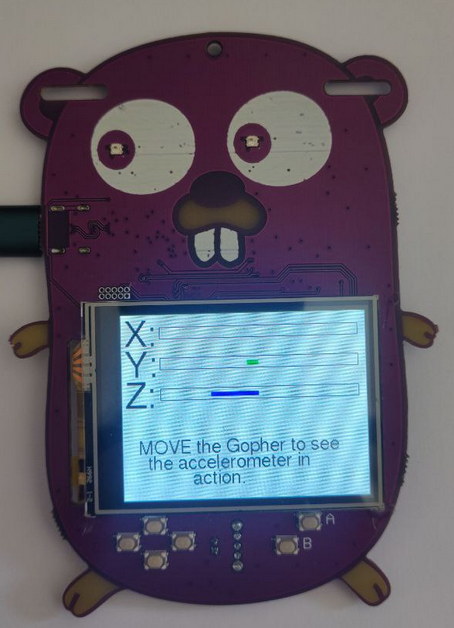 X:
Y:
Z:
MOVE the Gopher to see
the accelerometer in
action.
A
B